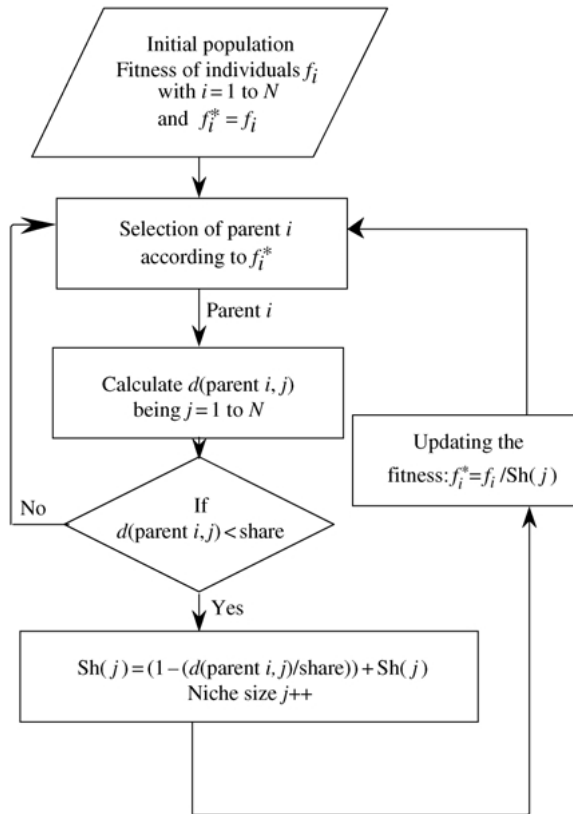 Initial population
Fitness of individuals f_i
with i = 1 to N
and f_i^* = f_i
Selection of parent i
according to f_i^*
Parent i
Calculate d(parent i, j)
being j = 1 to N
If
d(parent i, j) < share
No
Yes
Sh( j ) = (1 – (d(parent i, j)/share)) + Sh( j )
Niche size j++
Updating the
fitness: f_i^* = f_i /Sh( j )